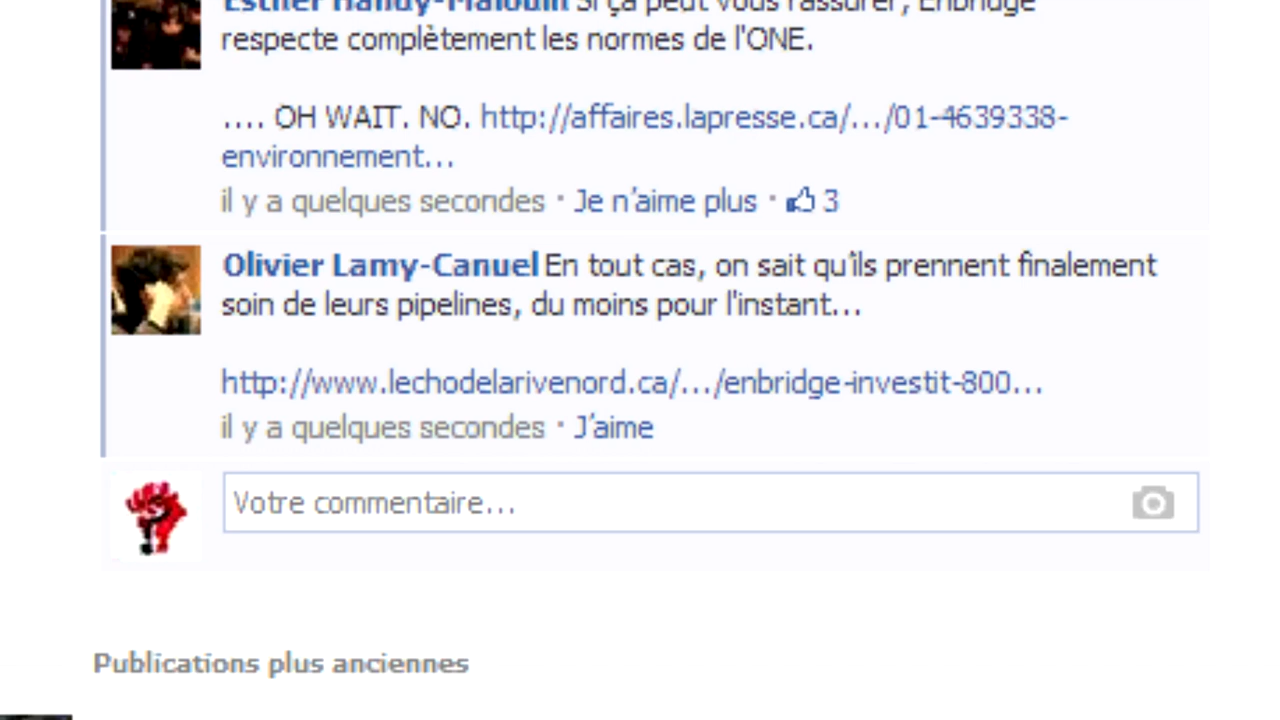 Esther Handy-Malouin Si ça peut vous rassurer, Enbridge
respecte complètement les normes de l'ONE.
.... OH WAIT. NO. http://affaires.lapresse.ca/.../01-4639338-
environnement...
il y a quelques secondes · Je n'aime plus · 3
Olivier Lamy-Canuel En tout cas, on sait qu'ils prennent finalement
soin de leurs pipelines, du moins pour l'instant...
http://www.lechodelarivenord.ca/.../enbridge-investit-800...
il y a quelques secondes · J'aime
Votre commentaire...
Publications plus anciennes